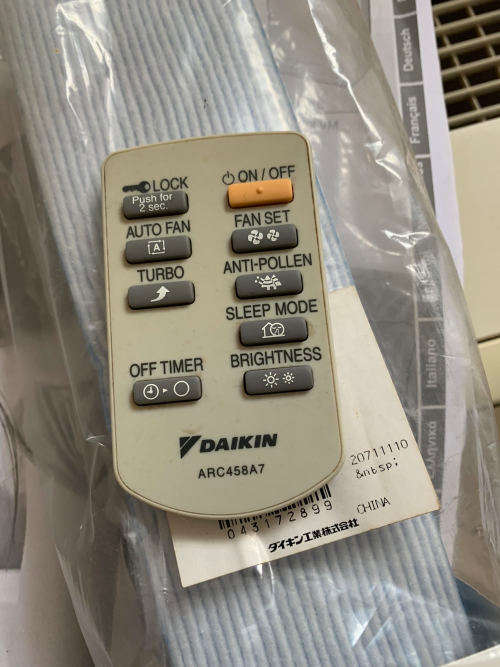 LOCK
Push for
2 sec.
ON/OFF
AUTO FAN
A
FAN SET
TURBO
ANTI-POLLEN
SLEEP MODE
OFF TIMER
BRIGHTNESS
DAIKIN
ARC458A7
20711110
&nbsp;
043172899
CHINA
ダイキン工業株式会社
Deutsch
Français
Italiano